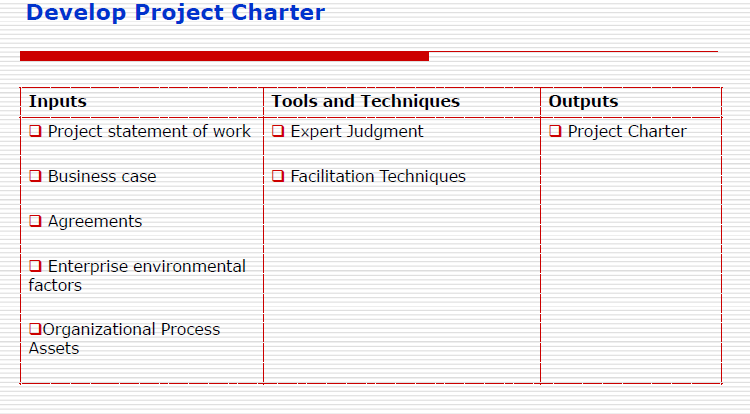 Develop Project Charter
Inputs
Tools and Techniques
Outputs
❑ Project statement of work
❑ Expert Judgment
❑ Project Charter
❑ Business case
❑ Facilitation Techniques
❑ Agreements
❑ Enterprise environmental
factors
❑Organizational Process
Assets